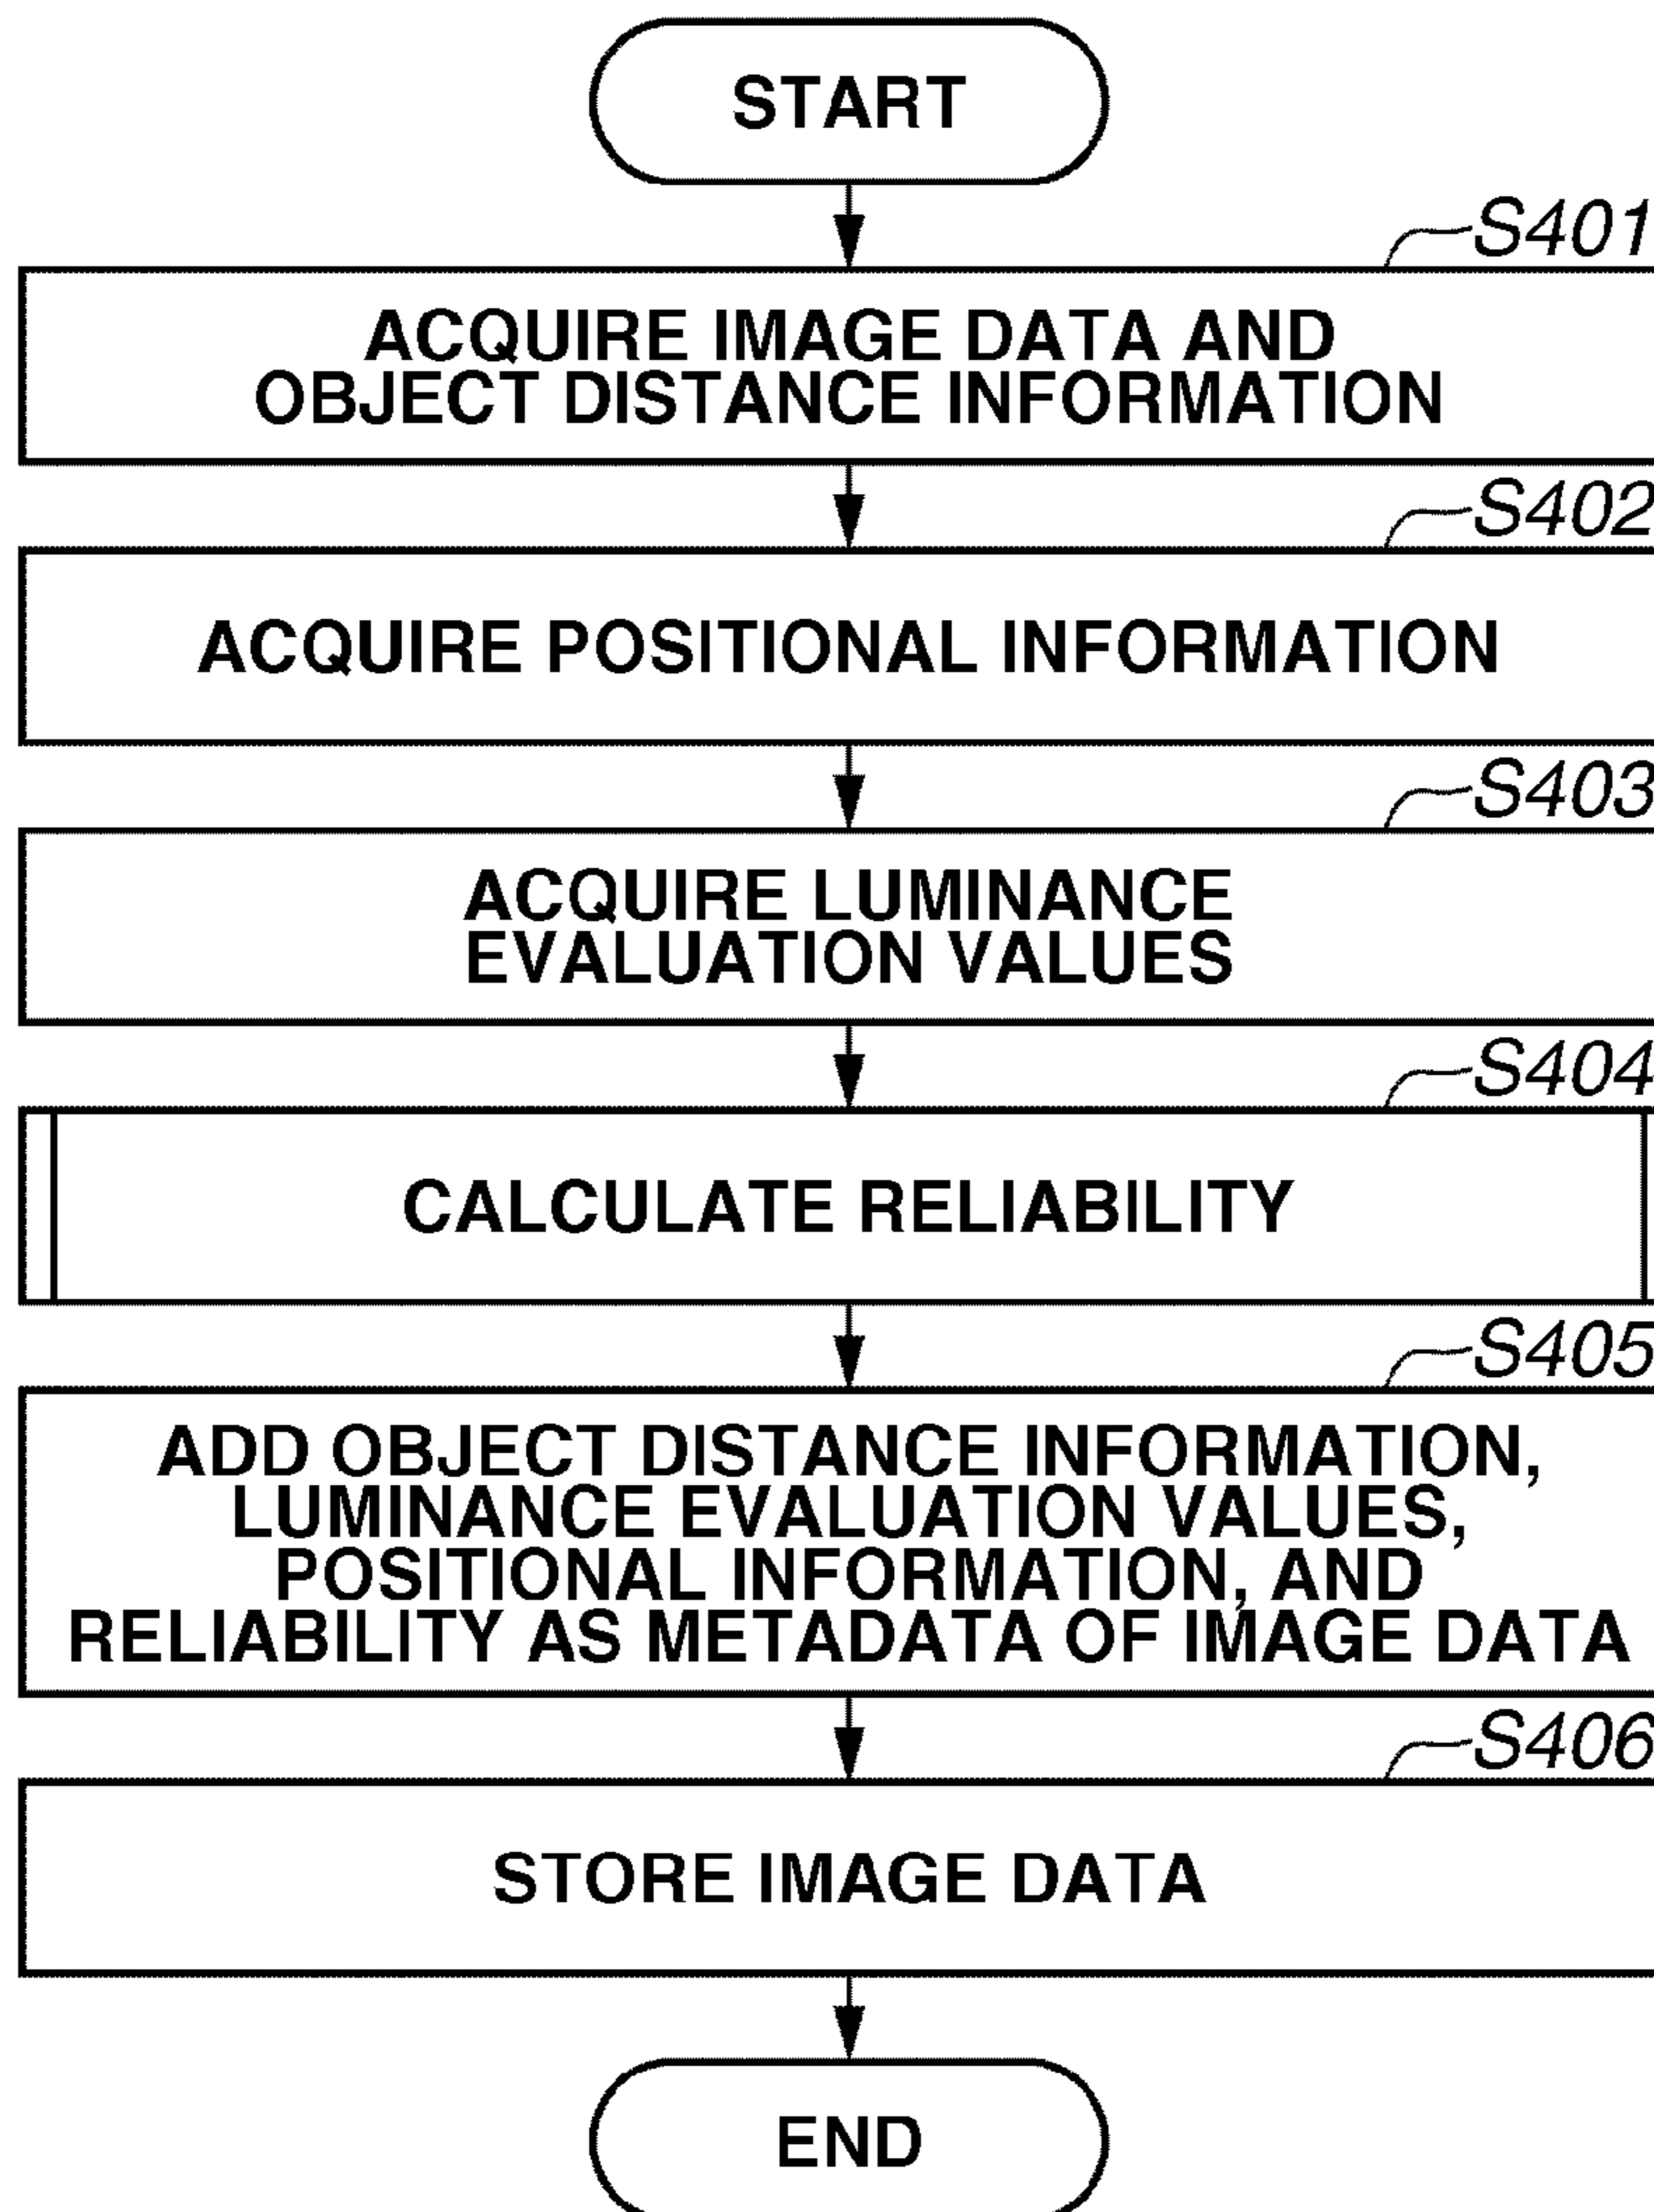 START
S401
ACQUIRE IMAGE DATA AND
OBJECT DISTANCE INFORMATION
S402
ACQUIRE POSITIONAL INFORMATION
S403
ACQUIRE LUMINANCE
EVALUATION VALUES
S404
CALCULATE RELIABILITY
S405
ADD OBJECT DISTANCE INFORMATION,
LUMINANCE EVALUATION VALUES,
POSITIONAL INFORMATION, AND
RELIABILITY AS METADATA OF IMAGE DATA
S406
STORE IMAGE DATA
END